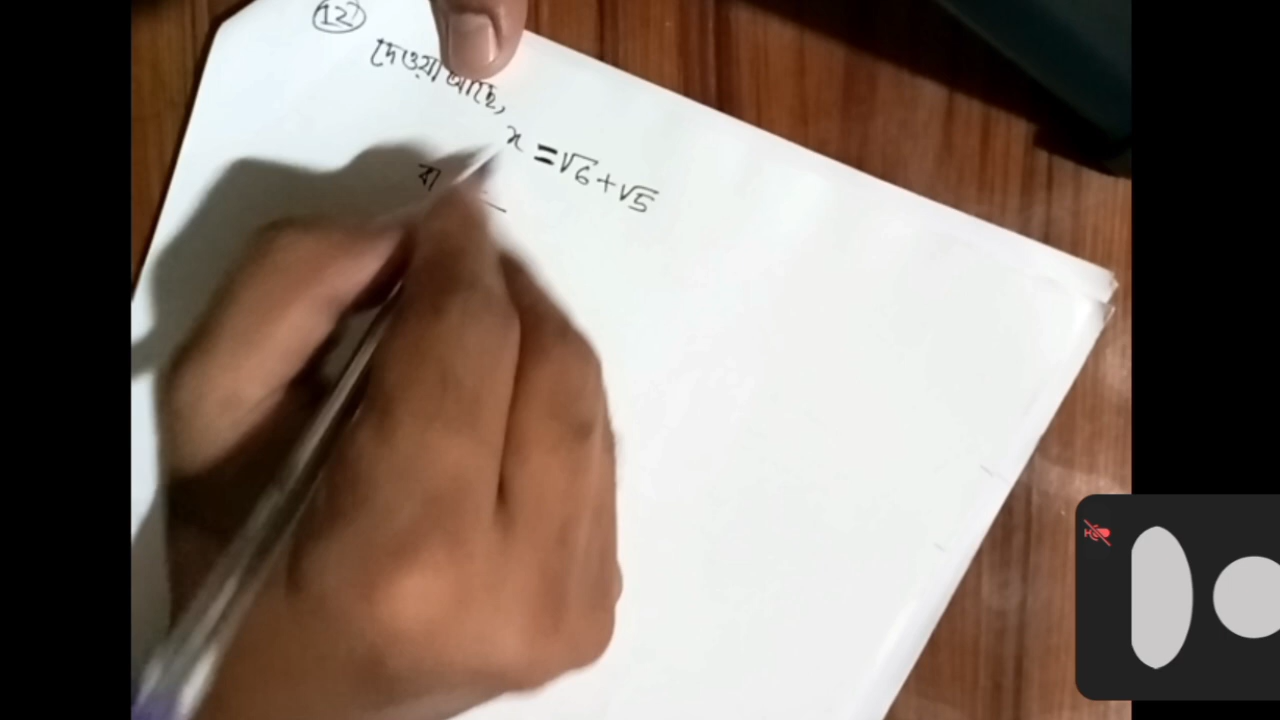 12
দেওয়া আছে,
x = √6 + √5
বা